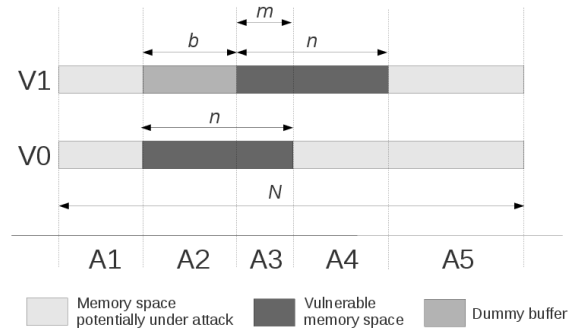 m
b n
V1
n
V0
N
A1 A2 A3 A4 A5
Memory space
potentially under attack
Vulnerable
memory space
Dummy buffer